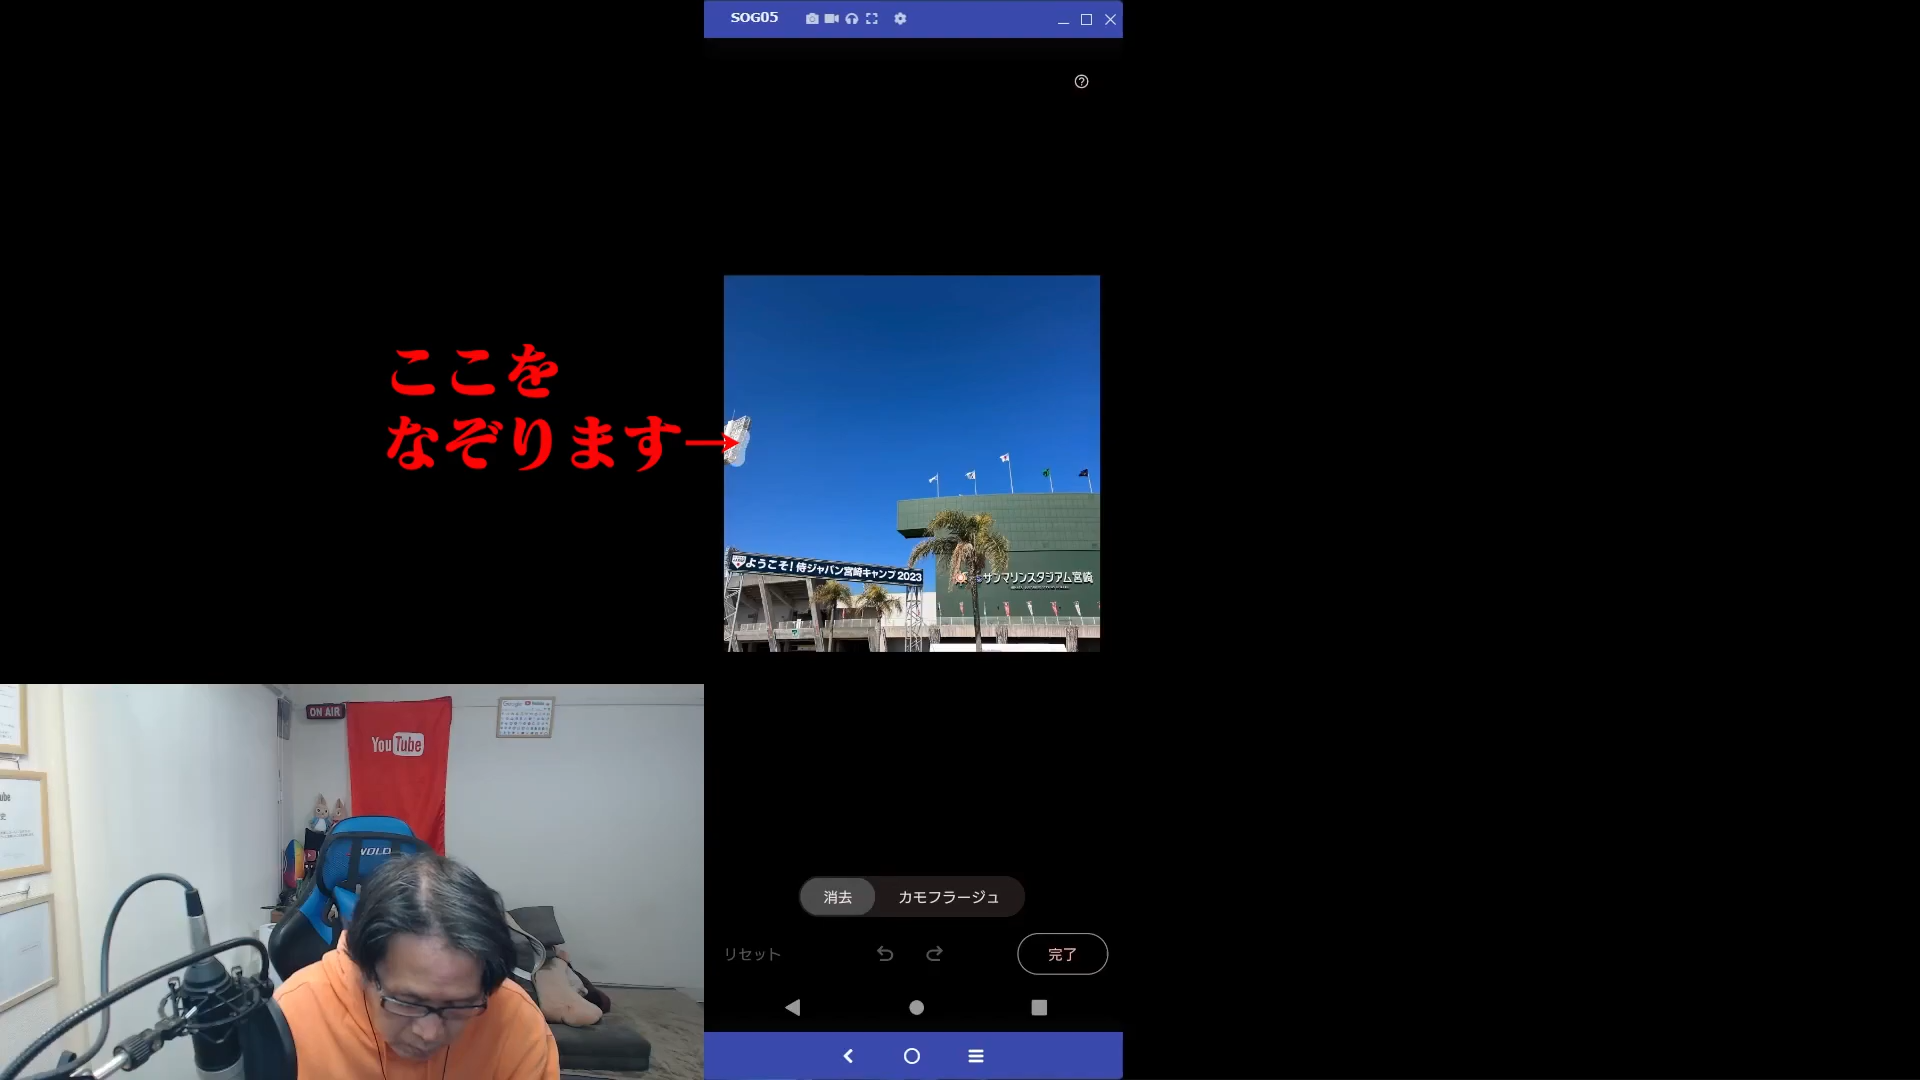 SOG05
ここを
なぞります
ようこそ!侍ジャパン宮崎キャンプ2023
サンマリンスタジアム宮崎
ON AIR
YouTube
Google
消去
カモフラージュ
リセット
完了